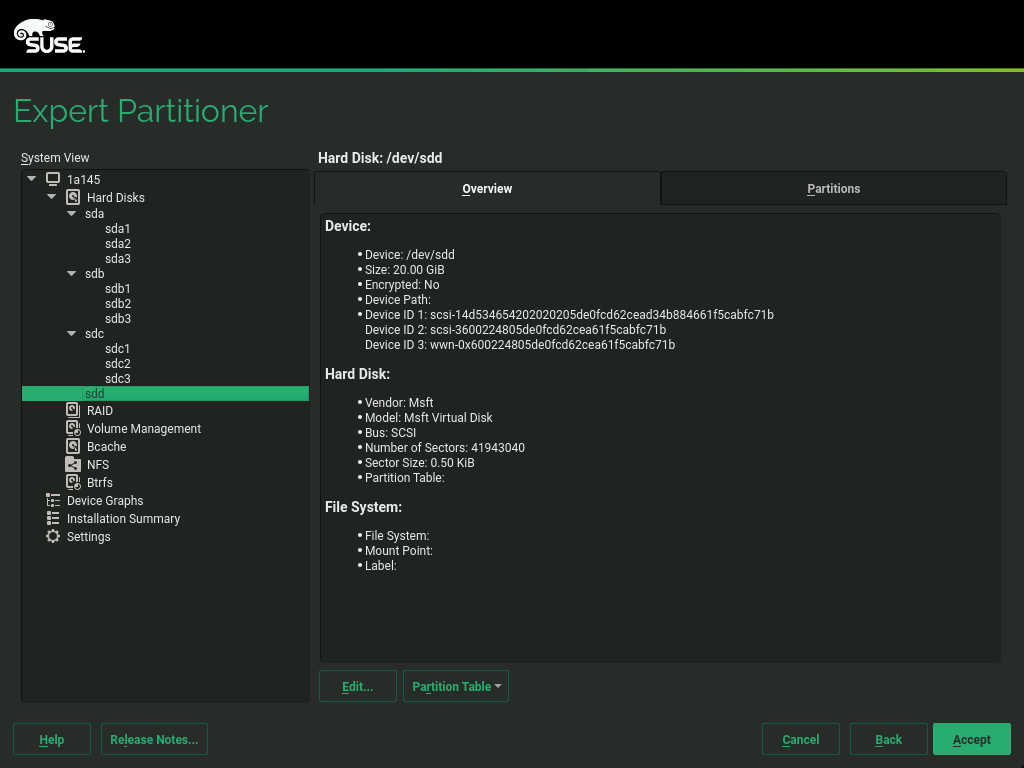 SUSE.
Expert Partitioner
System View
1a145
Hard Disks
sda
sda1
sda2
sda3
sdb
sdb1
sdb2
sdb3
sdc
sdc1
sdc2
sdc3
sdd
RAID
Volume Management
Bcache
NFS
Btrfs
Device Graphs
Installation Summary
Settings
Hard Disk: /dev/sdd
Overview
Partitions
Device:
• Device: /dev/sdd
• Size: 20.00 GiB
• Encrypted: No
• Device Path:
• Device ID 1: scsi-14d534654202020205de0fcd62cead34b884661f5cabfc71b
Device ID 2: scsi-3600224805de0fcd62cea61f5cabfc71b
Device ID 3: wwn-0x600224805de0fcd62cea61f5cabfc71b
Hard Disk:
• Vendor: Msft
• Model: Msft Virtual Disk
• Bus: SCSI
• Number of Sectors: 41943040
• Sector Size: 0.50 KiB
• Partition Table:
File System:
• File System:
• Mount Point:
• Label:
Edit...
Partition Table
Help
Release Notes...
Cancel
Back
Accept